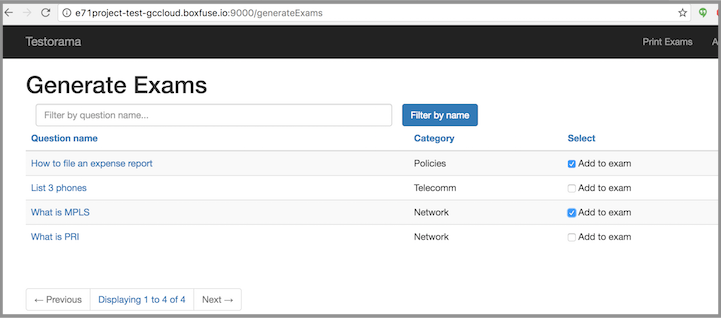 e71project-test-gccloud.boxfuse.io:9000/generateExams
Testorama Print Exams A
Generate Exams
Filter by question name... Filter by name
Question name Category Select
How to file an expense report Policies Add to exam
List 3 phones Telecomm Add to exam
What is MPLS Network Add to exam
What is PRI Network Add to exam
← Previous Displaying 1 to 4 of 4 Next →